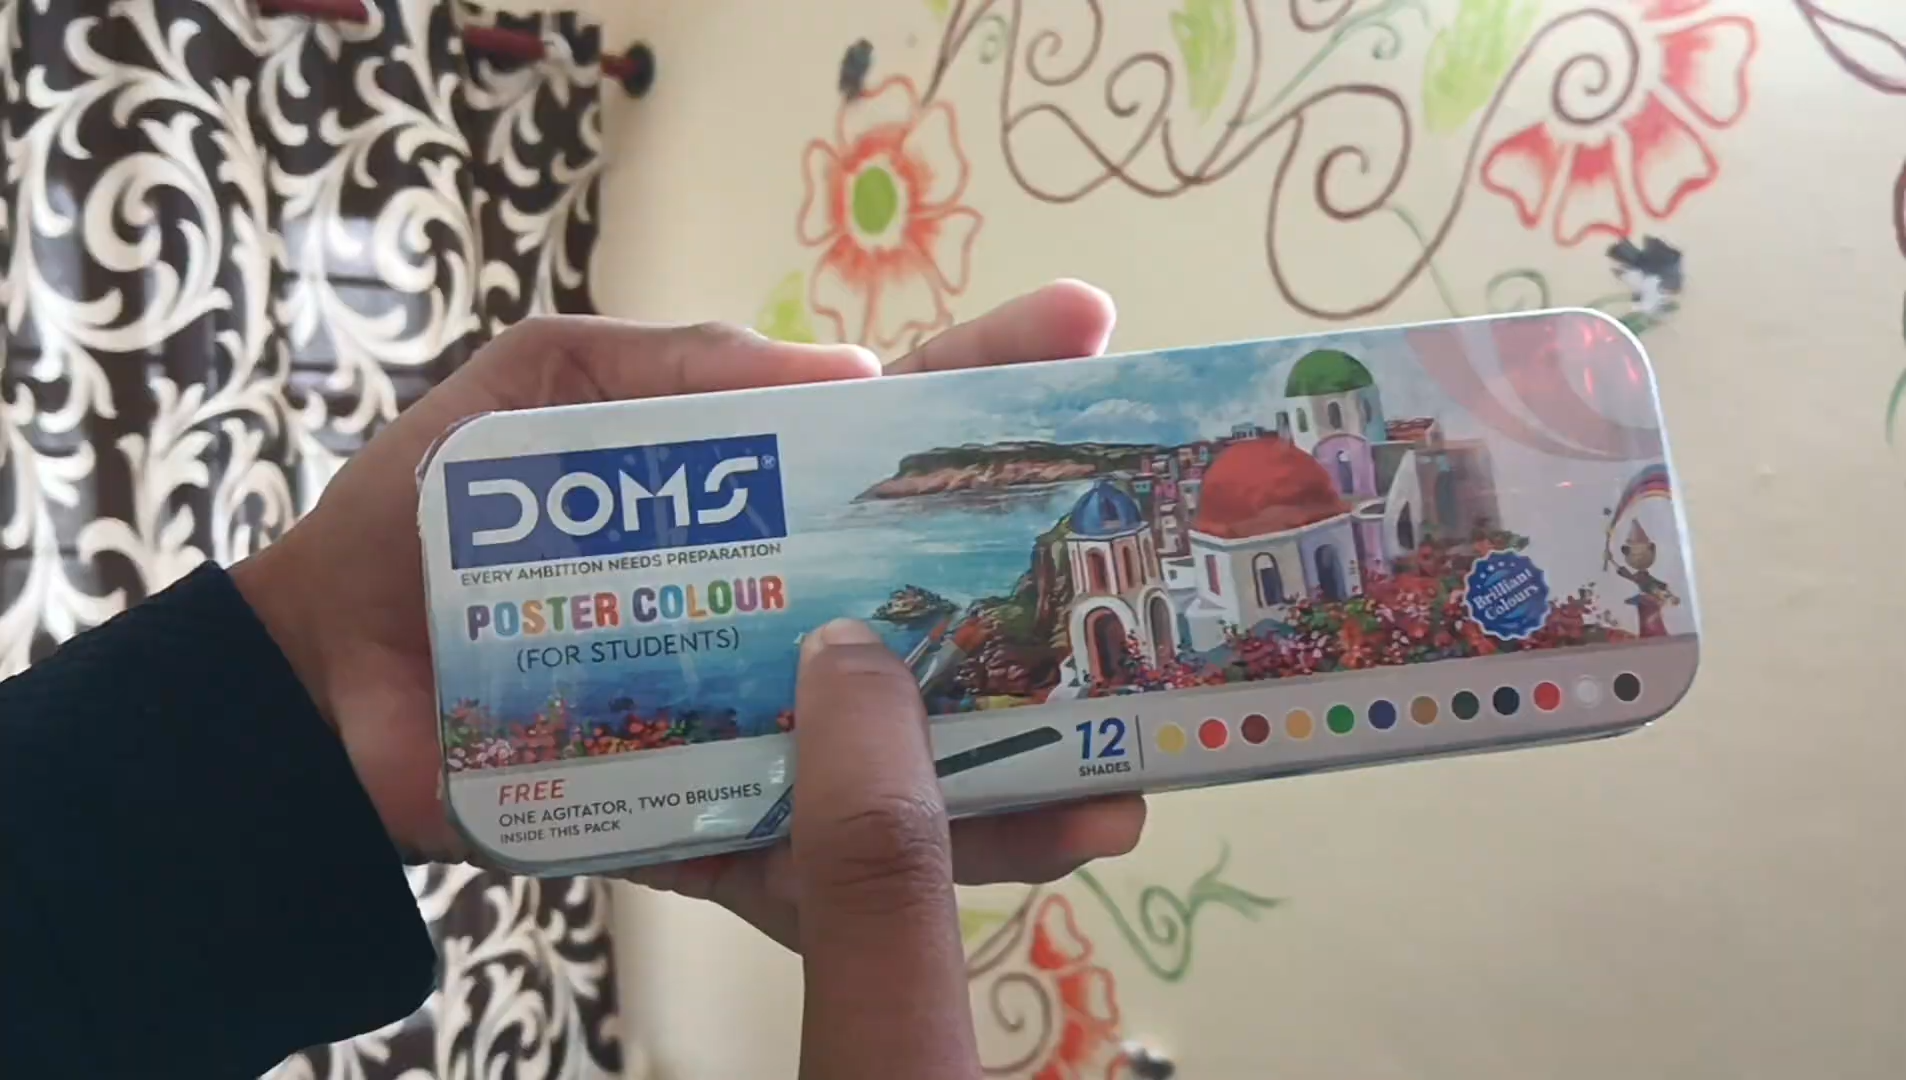 DOMS®
EVERY AMBITION NEEDS PREPARATION
POSTER COLOUR
(FOR STUDENTS)
FREE
ONE AGITATOR, TWO BRUSHES
INSIDE THIS PACK
12
SHADES
Brilliant
Colours